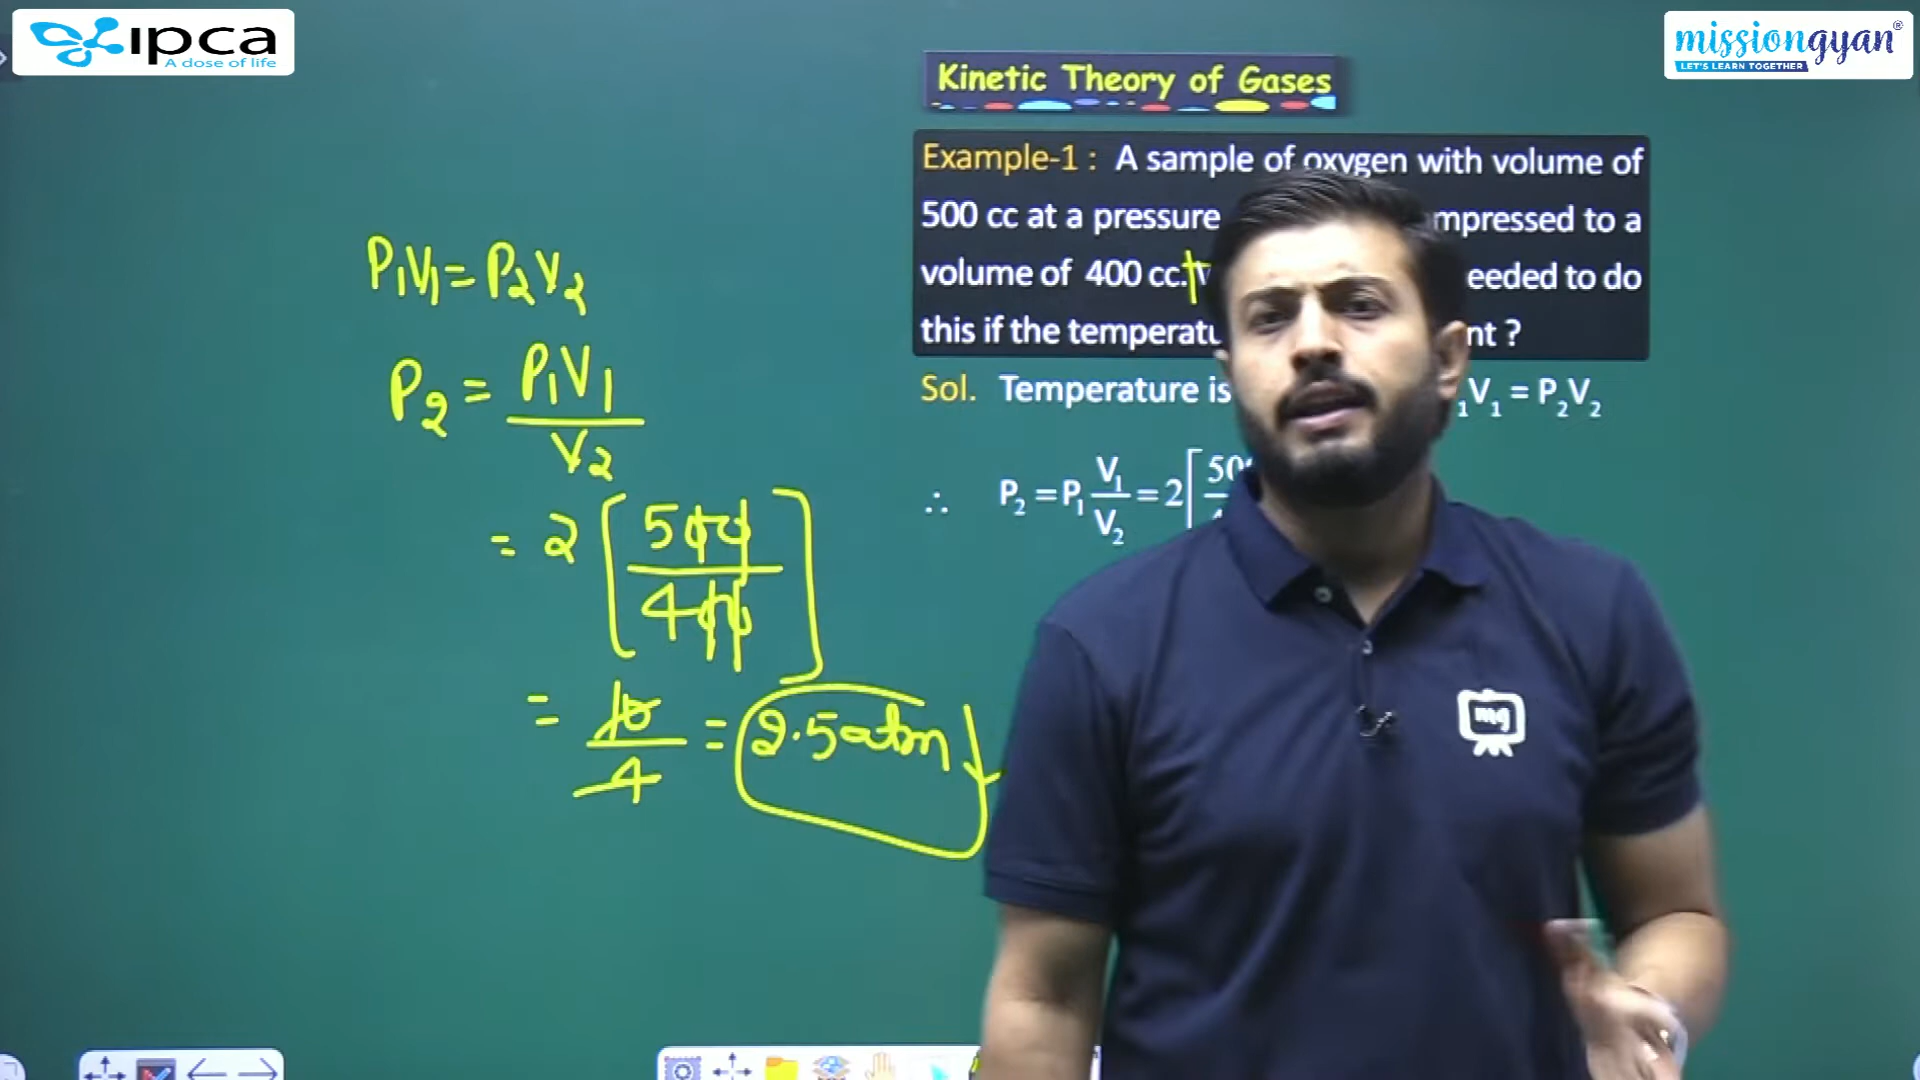 ipca
A dose of life
missiongyan®
LET'S LEARN TOGETHER
Kinetic Theory of Gases
Example-1 : A sample of oxygen with volume of
500 cc at a pressure
mpressed to a
volume of 400 cc.
eeded to do
this if the
nt ?
Sol. Temperature is
₁V₁ = P₂V₂
∴ P₂ = P₁ V₁/V₂ = 2[
P₁V₁ = P₂V₂
P₂ = P₁V₁/V₂
= 2 [500/400]
= 10/4 = 2.5 atm
mg